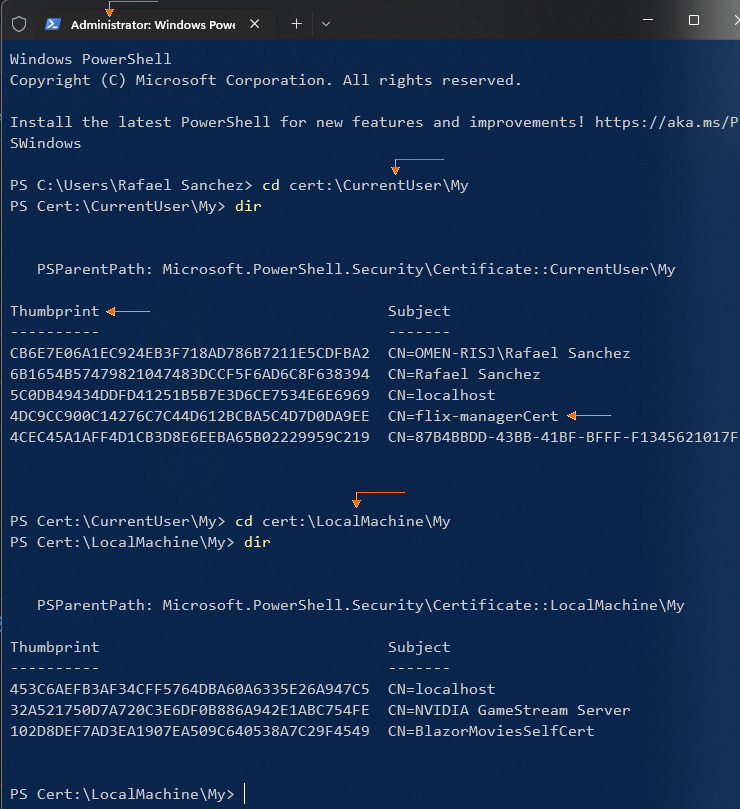 Administrator: Windows Powe
Windows PowerShell
Copyright (C) Microsoft Corporation. All rights reserved.
Install the latest PowerShell for new features and improvements! https://aka.ms/P
SWindows
PS C:\Users\Rafael Sanchez> cd cert:\CurrentUser\My
PS Cert:\CurrentUser\My> dir
PSParentPath: Microsoft.PowerShell.Security\Certificate::CurrentUser\My
Thumbprint Subject
---------- -------
CB6E7E06A1EC924EB3F718AD786B7211E5CDFBA2 CN=OMEN-RISJ\Rafael Sanchez
6B1654B57479821047483DCCF5F6AD6C8F638394 CN=Rafael Sanchez
5C0DB49434DDFD41251B5B7E3D6CE7534E6E6969 CN=localhost
4DC9CC900C14276C7C44D612BCBA5C4D7D0DA9EE CN=flix-managerCert
4CEC45A1AFF4D1CB3D8E6EEBA65B02229959C219 CN=87B4BBDD-43BB-41BF-BFFF-F1345621017F
PS Cert:\CurrentUser\My> cd cert:\LocalMachine\My
PS Cert:\LocalMachine\My> dir
PSParentPath: Microsoft.PowerShell.Security\Certificate::LocalMachine\My
Thumbprint Subject
---------- -------
453C6AEFB3AF34CFF5764DBA60A6335E26A947C5 CN=localhost
32A521750D7A720C3E6DF0B886A942E1ABC754FE CN=NVIDIA GameStream Server
102D8DEF7AD3EA1907EA509C640538A7C29F4549 CN=BlazorMoviesSelfCert
PS Cert:\LocalMachine\My>